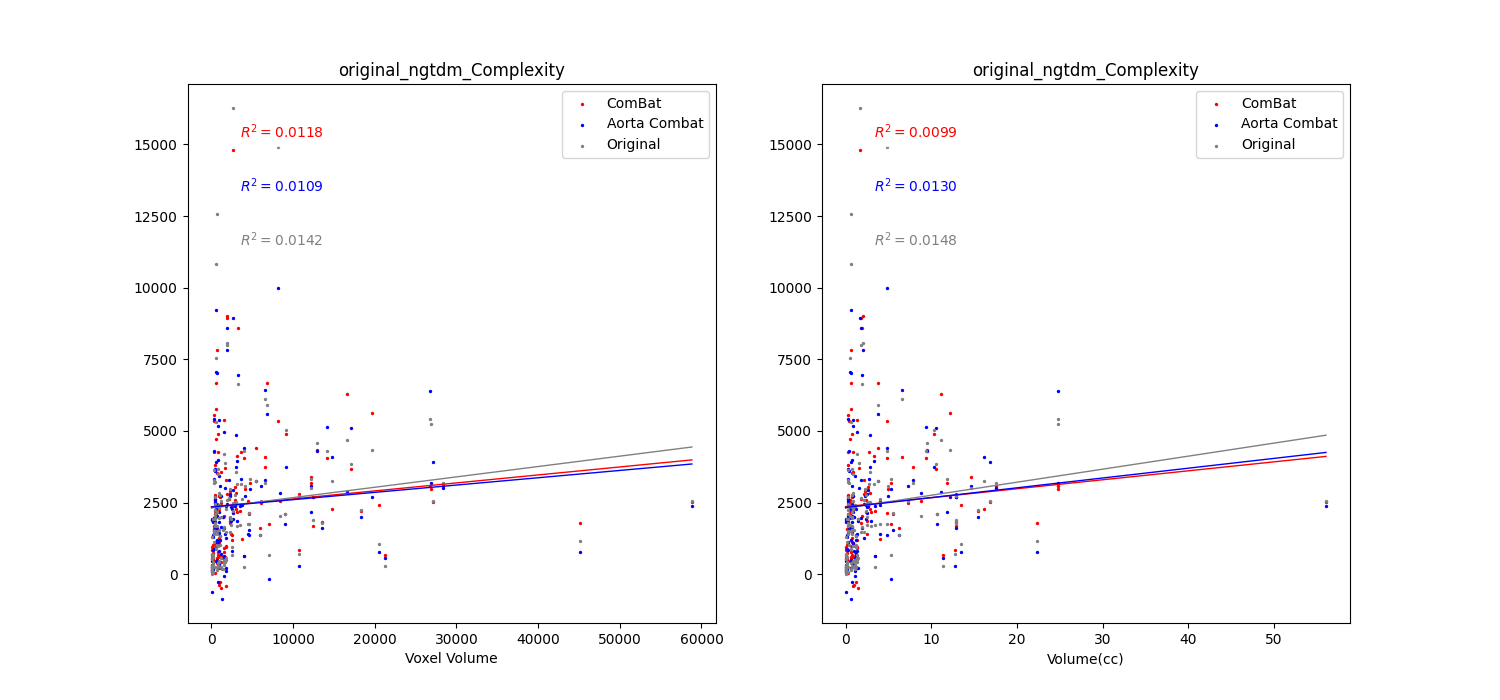 original_ngtdm_Complexity
ComBat
Aorta Combat
Original
R² = 0.0118
R² = 0.0109
R² = 0.0142
15000
12500
10000
7500
5000
2500
0
0 10000 20000 30000 40000 50000 60000
Voxel Volume
original_ngtdm_Complexity
ComBat
Aorta Combat
Original
R² = 0.0099
R² = 0.0130
R² = 0.0148
15000
12500
10000
7500
5000
2500
0
0 10 20 30 40 50
Volume(cc)